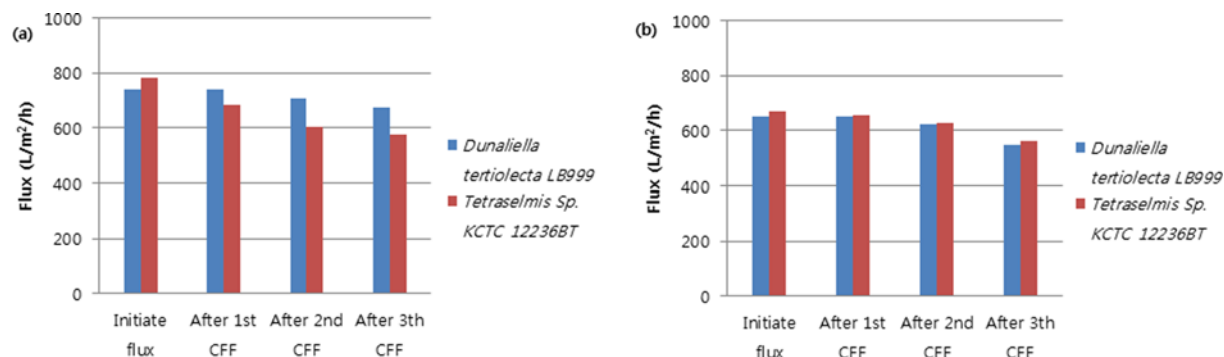 (a)
Flux (L/m²/h)
1000
800
600
400
200
0
Initiate flux
After 1st CFF
After 2nd CFF
After 3th CFF
Dunaliella
tertiolecta LB999
Tetraselmis Sp.
KCTC 12236BT
(b)
Flux (L/m²/h)
1000
800
600
400
200
0
Initiate flux
After 1st CFF
After 2nd CFF
After 3th CFF
Dunaliella
tertiolecta LB999
Tetraselmis Sp.
KCTC 12236BT